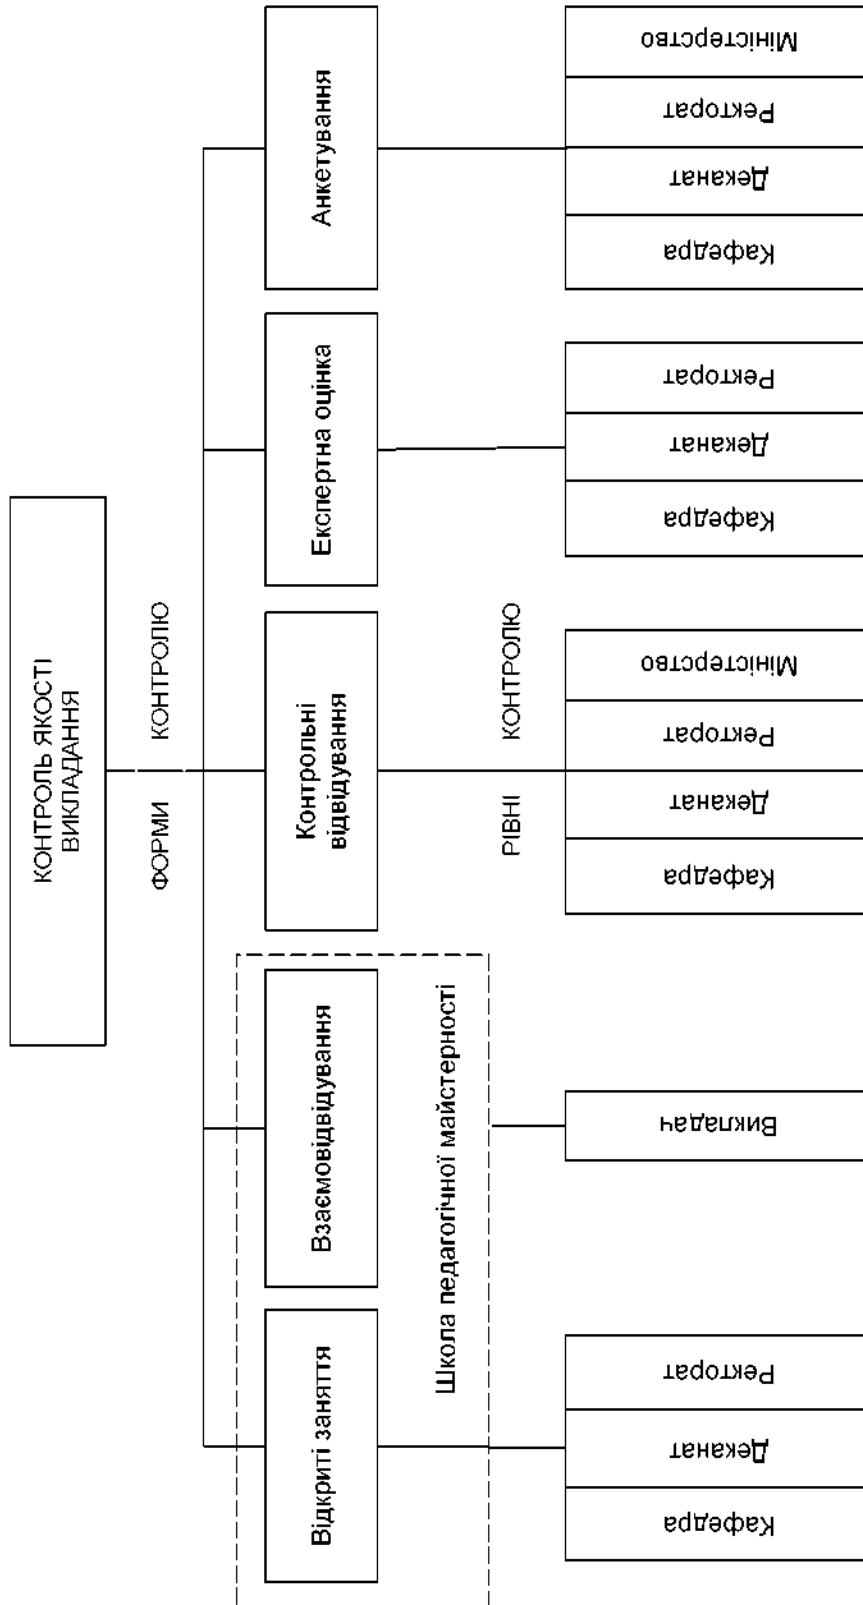 КОНТРОЛЬ ЯКОСТІ
ВИКЛАДАННЯ
ФОРМИ КОНТРОЛЮ
Відкриті заняття
Взаємовідвідування
Контрольні
відвідування
Експертна оцінка
Анкетування
Школа педагогічної майстерності
РІВНІ КОНТРОЛЮ
Кафедра
Деканат
Ректорат
Викладач
Кафедра
Деканат
Ректорат
Міністерство
Кафедра
Деканат
Ректорат
Кафедра
Деканат
Ректорат
Міністерство